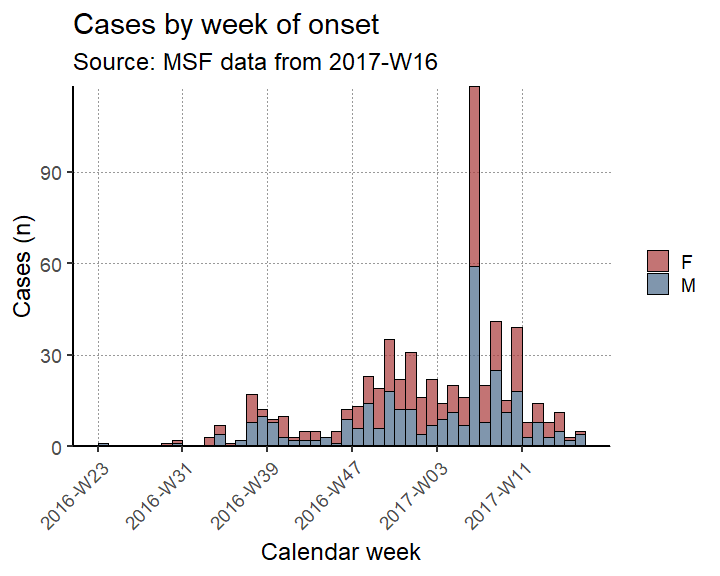 Cases by week of onset
Source: MSF data from 2017-W16
90
60
30
0
Cases (n)
F
M
2016-W23
2016-W31
2016-W39
2016-W47
2017-W03
2017-W11
Calendar week